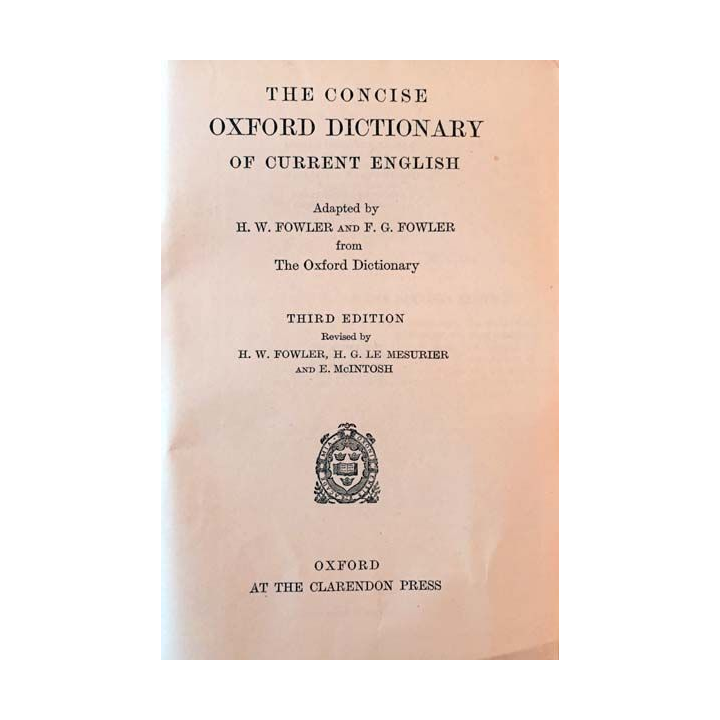 THE CONCISE
OXFORD DICTIONARY
OF CURRENT ENGLISH
Adapted by
H. W. FOWLER AND F. G. FOWLER
from
The Oxford Dictionary
THIRD EDITION
Revised by
H. W. FOWLER, H. G. LE MESURIER
AND E. McINTOSH
OXFORD
AT THE CLARENDON PRESS